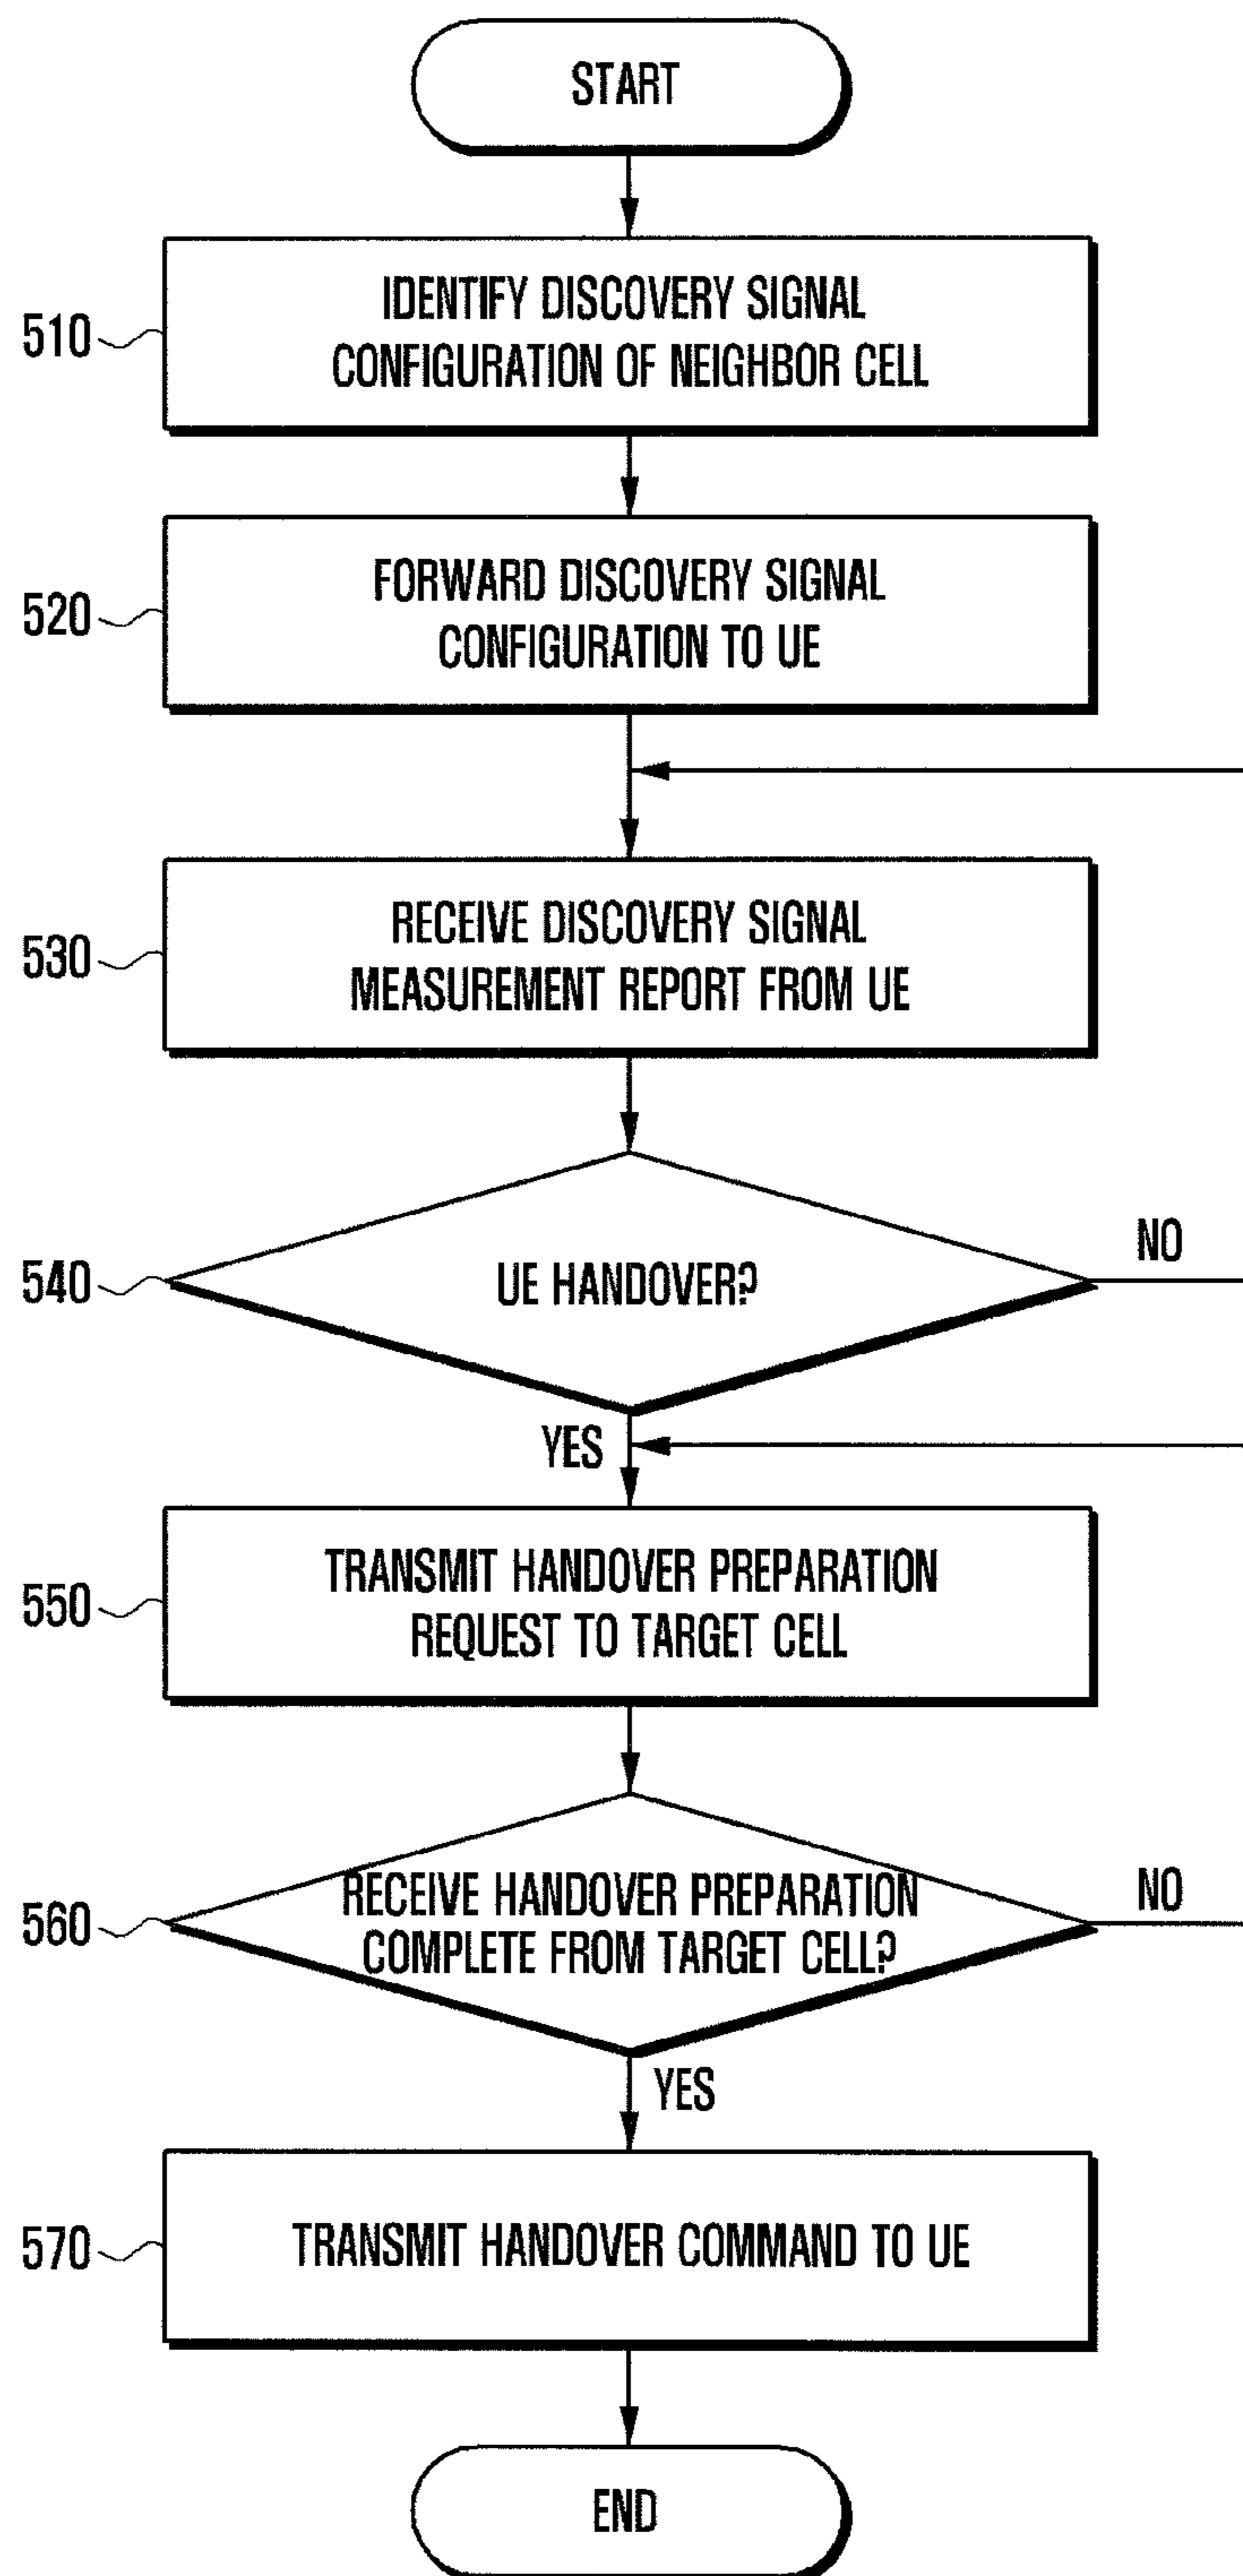 START
510
IDENTIFY DISCOVERY SIGNAL
CONFIGURATION OF NEIGHBOR CELL
520
FORWARD DISCOVERY SIGNAL
CONFIGURATION TO UE
530
RECEIVE DISCOVERY SIGNAL
MEASUREMENT REPORT FROM UE
540
UE HANDOVER?
NO
YES
550
TRANSMIT HANDOVER PREPARATION
REQUEST TO TARGET CELL
560
RECEIVE HANDOVER PREPARATION
COMPLETE FROM TARGET CELL?
NO
YES
570
TRANSMIT HANDOVER COMMAND TO UE
END